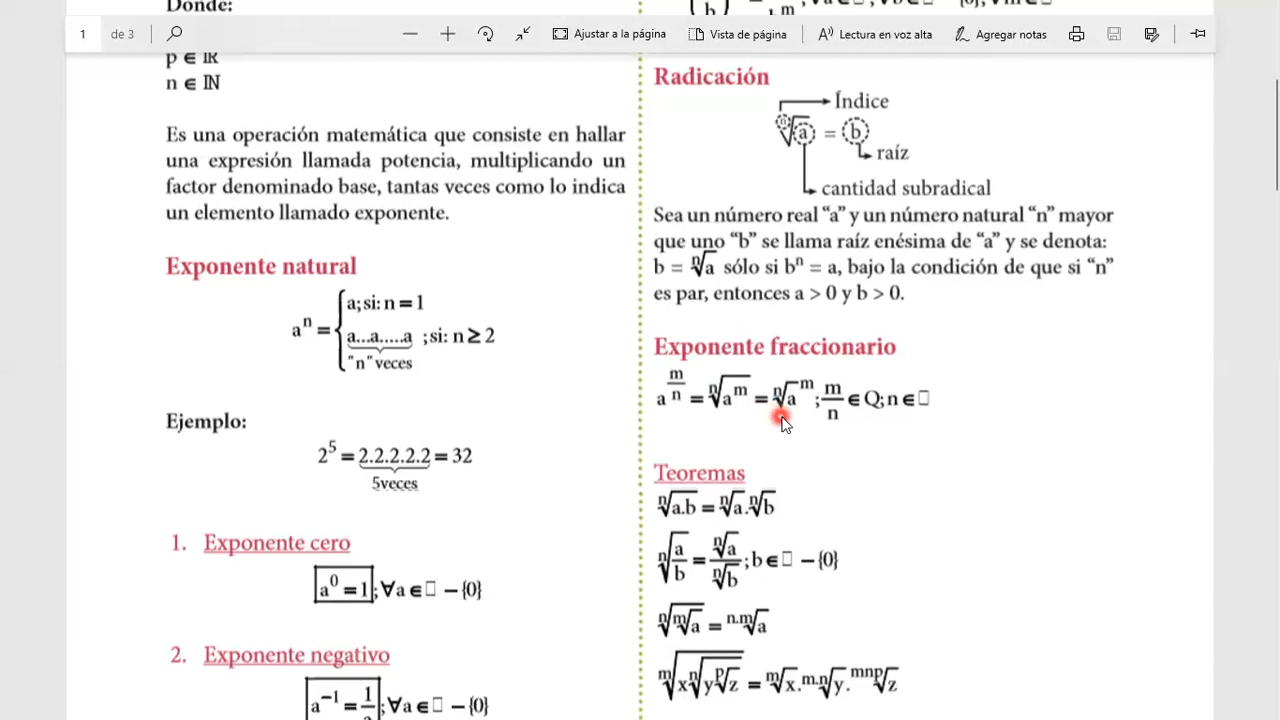 Donde:
1 de 3 Ajustar a la página Vista de página Lectura en voz alta Agregar notas
p ∈ ℝ
n ∈ ℕ
Es una operación matemática que consiste en hallar
una expresión llamada potencia, multiplicando un
factor denominado base, tantas veces como lo indica
un elemento llamado exponente.
Exponente natural
aⁿ = { a; si: n = 1
a...a.....a ; si: n ≥ 2
"n" veces
Ejemplo:
2⁵ = 2.2.2.2.2 = 32
5veces
1. Exponente cero
a⁰ = 1; ∀a ∈ □ − {0}
2. Exponente negativo
a⁻¹ = 1/a; ∀a ∈ □ − {0}
Radicación
Índice
ⁿ√a = b
raíz
cantidad subradical
Sea un número real “a” y un número natural “n” mayor
que uno “b” se llama raíz enésima de “a” y se denota:
b = ⁿ√a sólo si bⁿ = a, bajo la condición de que si “n”
es par, entonces a > 0 y b > 0.
Exponente fraccionario
a^(m/n) = ⁿ√(a^m) = ⁿ√a^m ; m/n ∈ Q; n ∈ □
Teoremas
ⁿ√(a.b) = ⁿ√a.ⁿ√b
ⁿ√(a/b) = ⁿ√a/ⁿ√b ; b ∈ □ − {0}
ⁿ√(ᵐ√a) = ⁿ·ᵐ√a
ᵐ√(x ⁿ√(y ᵖ√z)) = ᵐ√x.ᵐ·ⁿ√y.ᵐⁿᵖ√z